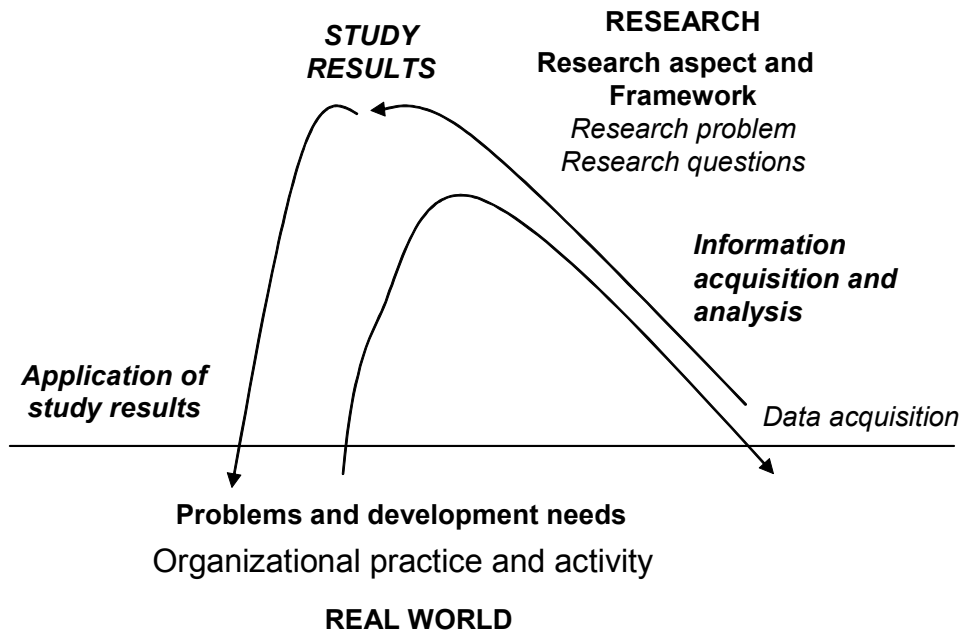 STUDY
RESULTS
RESEARCH
Research aspect and
Framework
Research problem
Research questions
Information
acquisition and
analysis
Application of
study results
Data acquisition
Problems and development needs
Organizational practice and activity
REAL WORLD